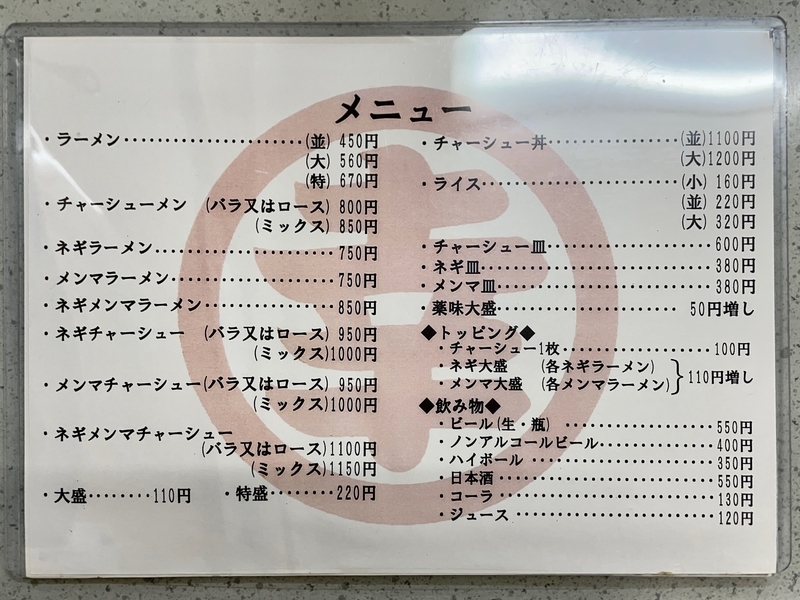 メニュー
・ラーメン・・・・・・・・・・・・・・・・・・(並) 450円
(大) 560円
(特) 670円
・チャーシューメン (バラ又はロース) 800円
(ミックス) 850円
・ネギラーメン・・・・・・・・・・・・・・・・・・750円
・メンマラーメン・・・・・・・・・・・・・・・・750円
・ネギメンマラーメン・・・・・・・・・・・・850円
・ネギチャーシュー (バラ又はロース) 950円
(ミックス)1000円
・メンマチャーシュー(バラ又はロース) 950円
(ミックス)1000円
・ネギメンマチャーシュー
(バラ又はロース)1100円
(ミックス)1150円
・大盛・・・・・・・・110円 ・特盛・・・・・・・・220円
・チャーシュー丼・・・・・・・・・・・・・・・・(並)1100円
(大)1200円
・ライス・・・・・・・・・・・・・・・・・・・・・・(小) 160円
(並) 220円
(大) 320円
・チャーシュー皿・・・・・・・・・・・・・・・・・・600円
・ネギ皿・・・・・・・・・・・・・・・・・・・・・・・・380円
・メンマ皿・・・・・・・・・・・・・・・・・・・・・・380円
・薬味大盛・・・・・・・・・・・・・・・・・・ 50円増し
◆トッピング◆
・チャーシュー1枚・・・・・・・・・・・・・・・・100円
・ネギ大盛 (各ネギラーメン)
・メンマ大盛 (各メンマラーメン)
110円増し
◆飲み物◆
・ビール(生・瓶) ・・・・・・・・・・・・・・・・550円
・ノンアルコールビール・・・・・・・・・・・・400円
・ハイボール ・・・・・・・・・・・・・・・・・・・・350円
・日本酒・・・・・・・・・・・・・・・・・・・・・・・・550円
・コーラ ・・・・・・・・・・・・・・・・・・・・・・・・130円
・ジュース ・・・・・・・・・・・・・・・・・・・・・・120円